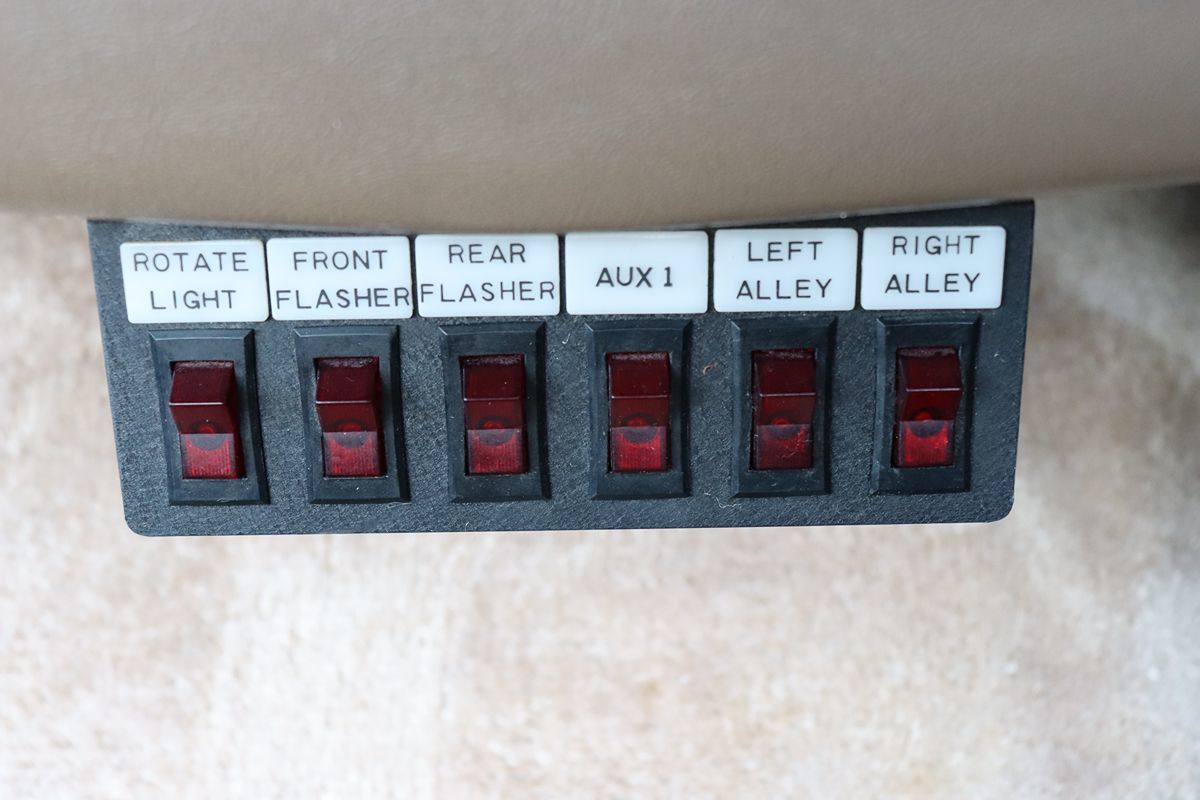 ROTATE
LIGHT
FRONT
FLASHER
REAR
FLASHER
AUX 1
LEFT
ALLEY
RIGHT
ALLEY